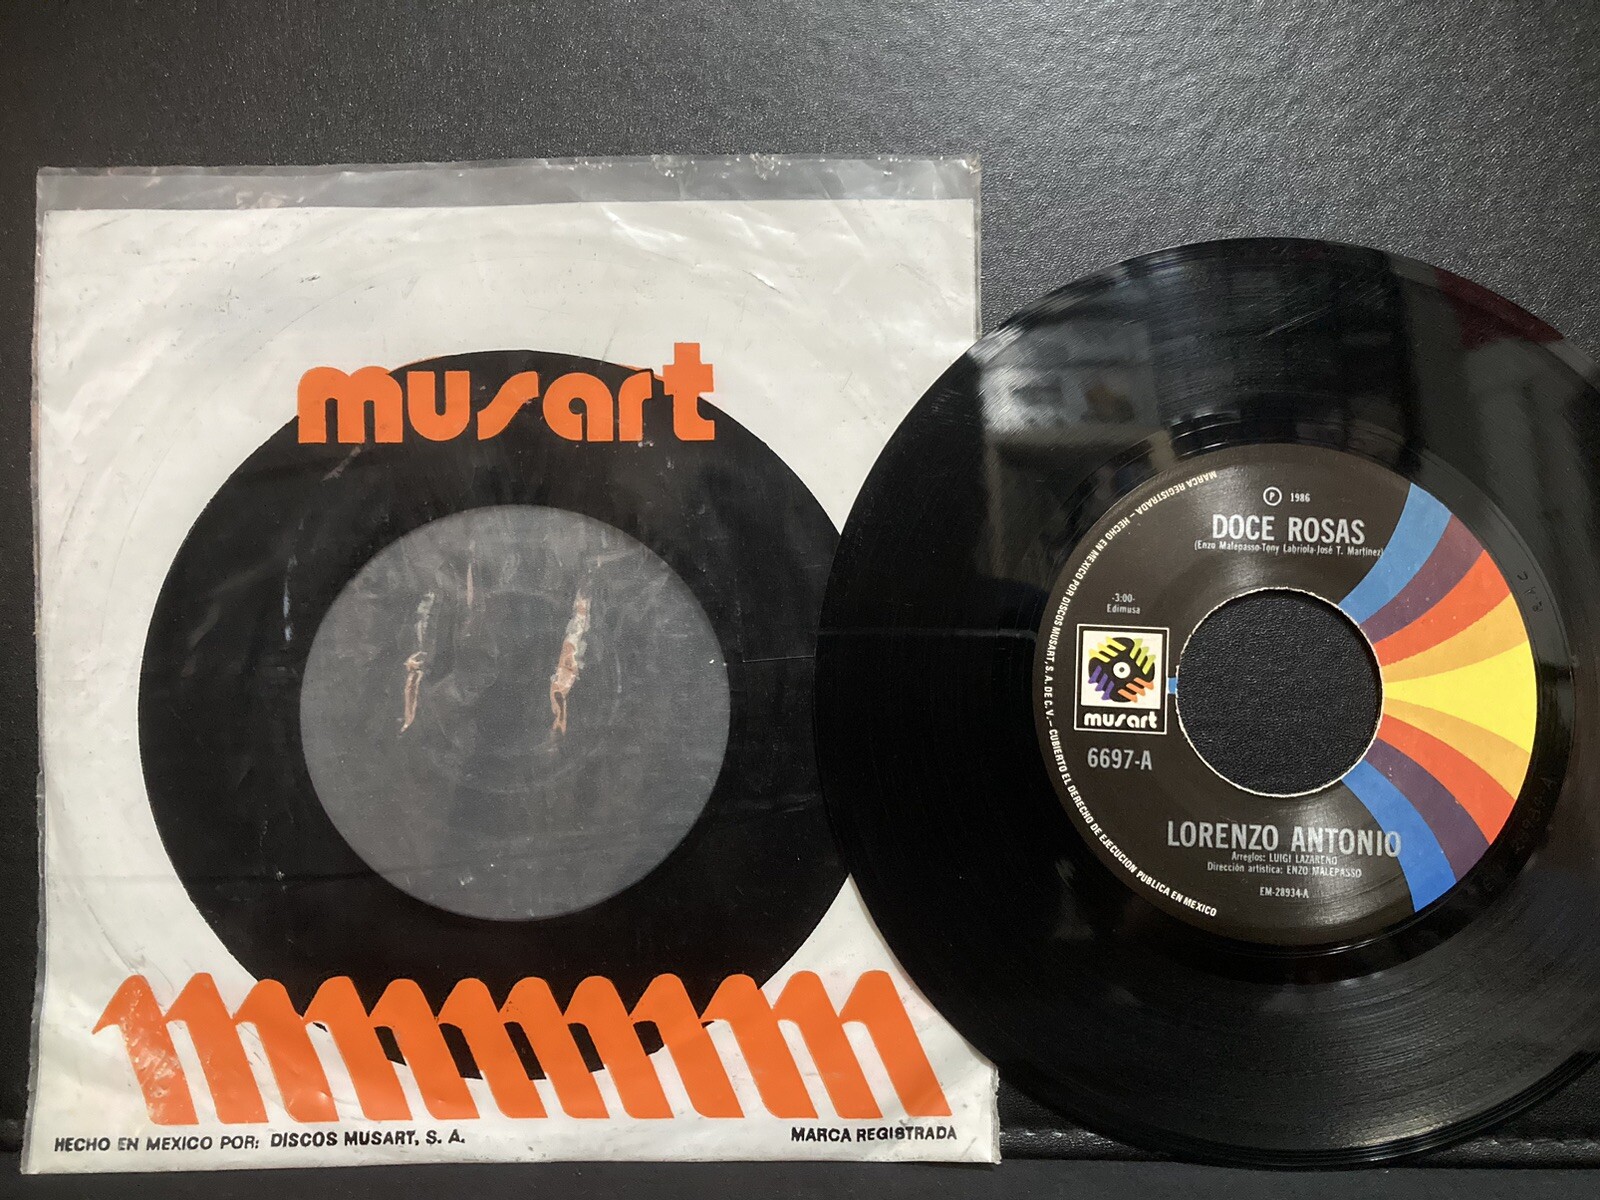 musart
HECHO EN MEXICO POR: DISCOS MUSART, S. A.
MARCA REGISTRADA
MARCA REGISTRADA – HECHO EN MEXICO POR DISCOS MUSART, S. A. DE C. V. – CUBIERTO EL DERECHO DE EJECUCION PUBLICA EN MEXICO
Ⓟ 1986
DOCE ROSAS
(Enzo Malepasso-Tony Labriola-José T. Martínez)
-3:00-
Edimusa
musart
6697-A
LORENZO ANTONIO
Arreglos: LUIGI LAZARENO
Dirección artística: ENZO MALEPASSO
EM-28934-A